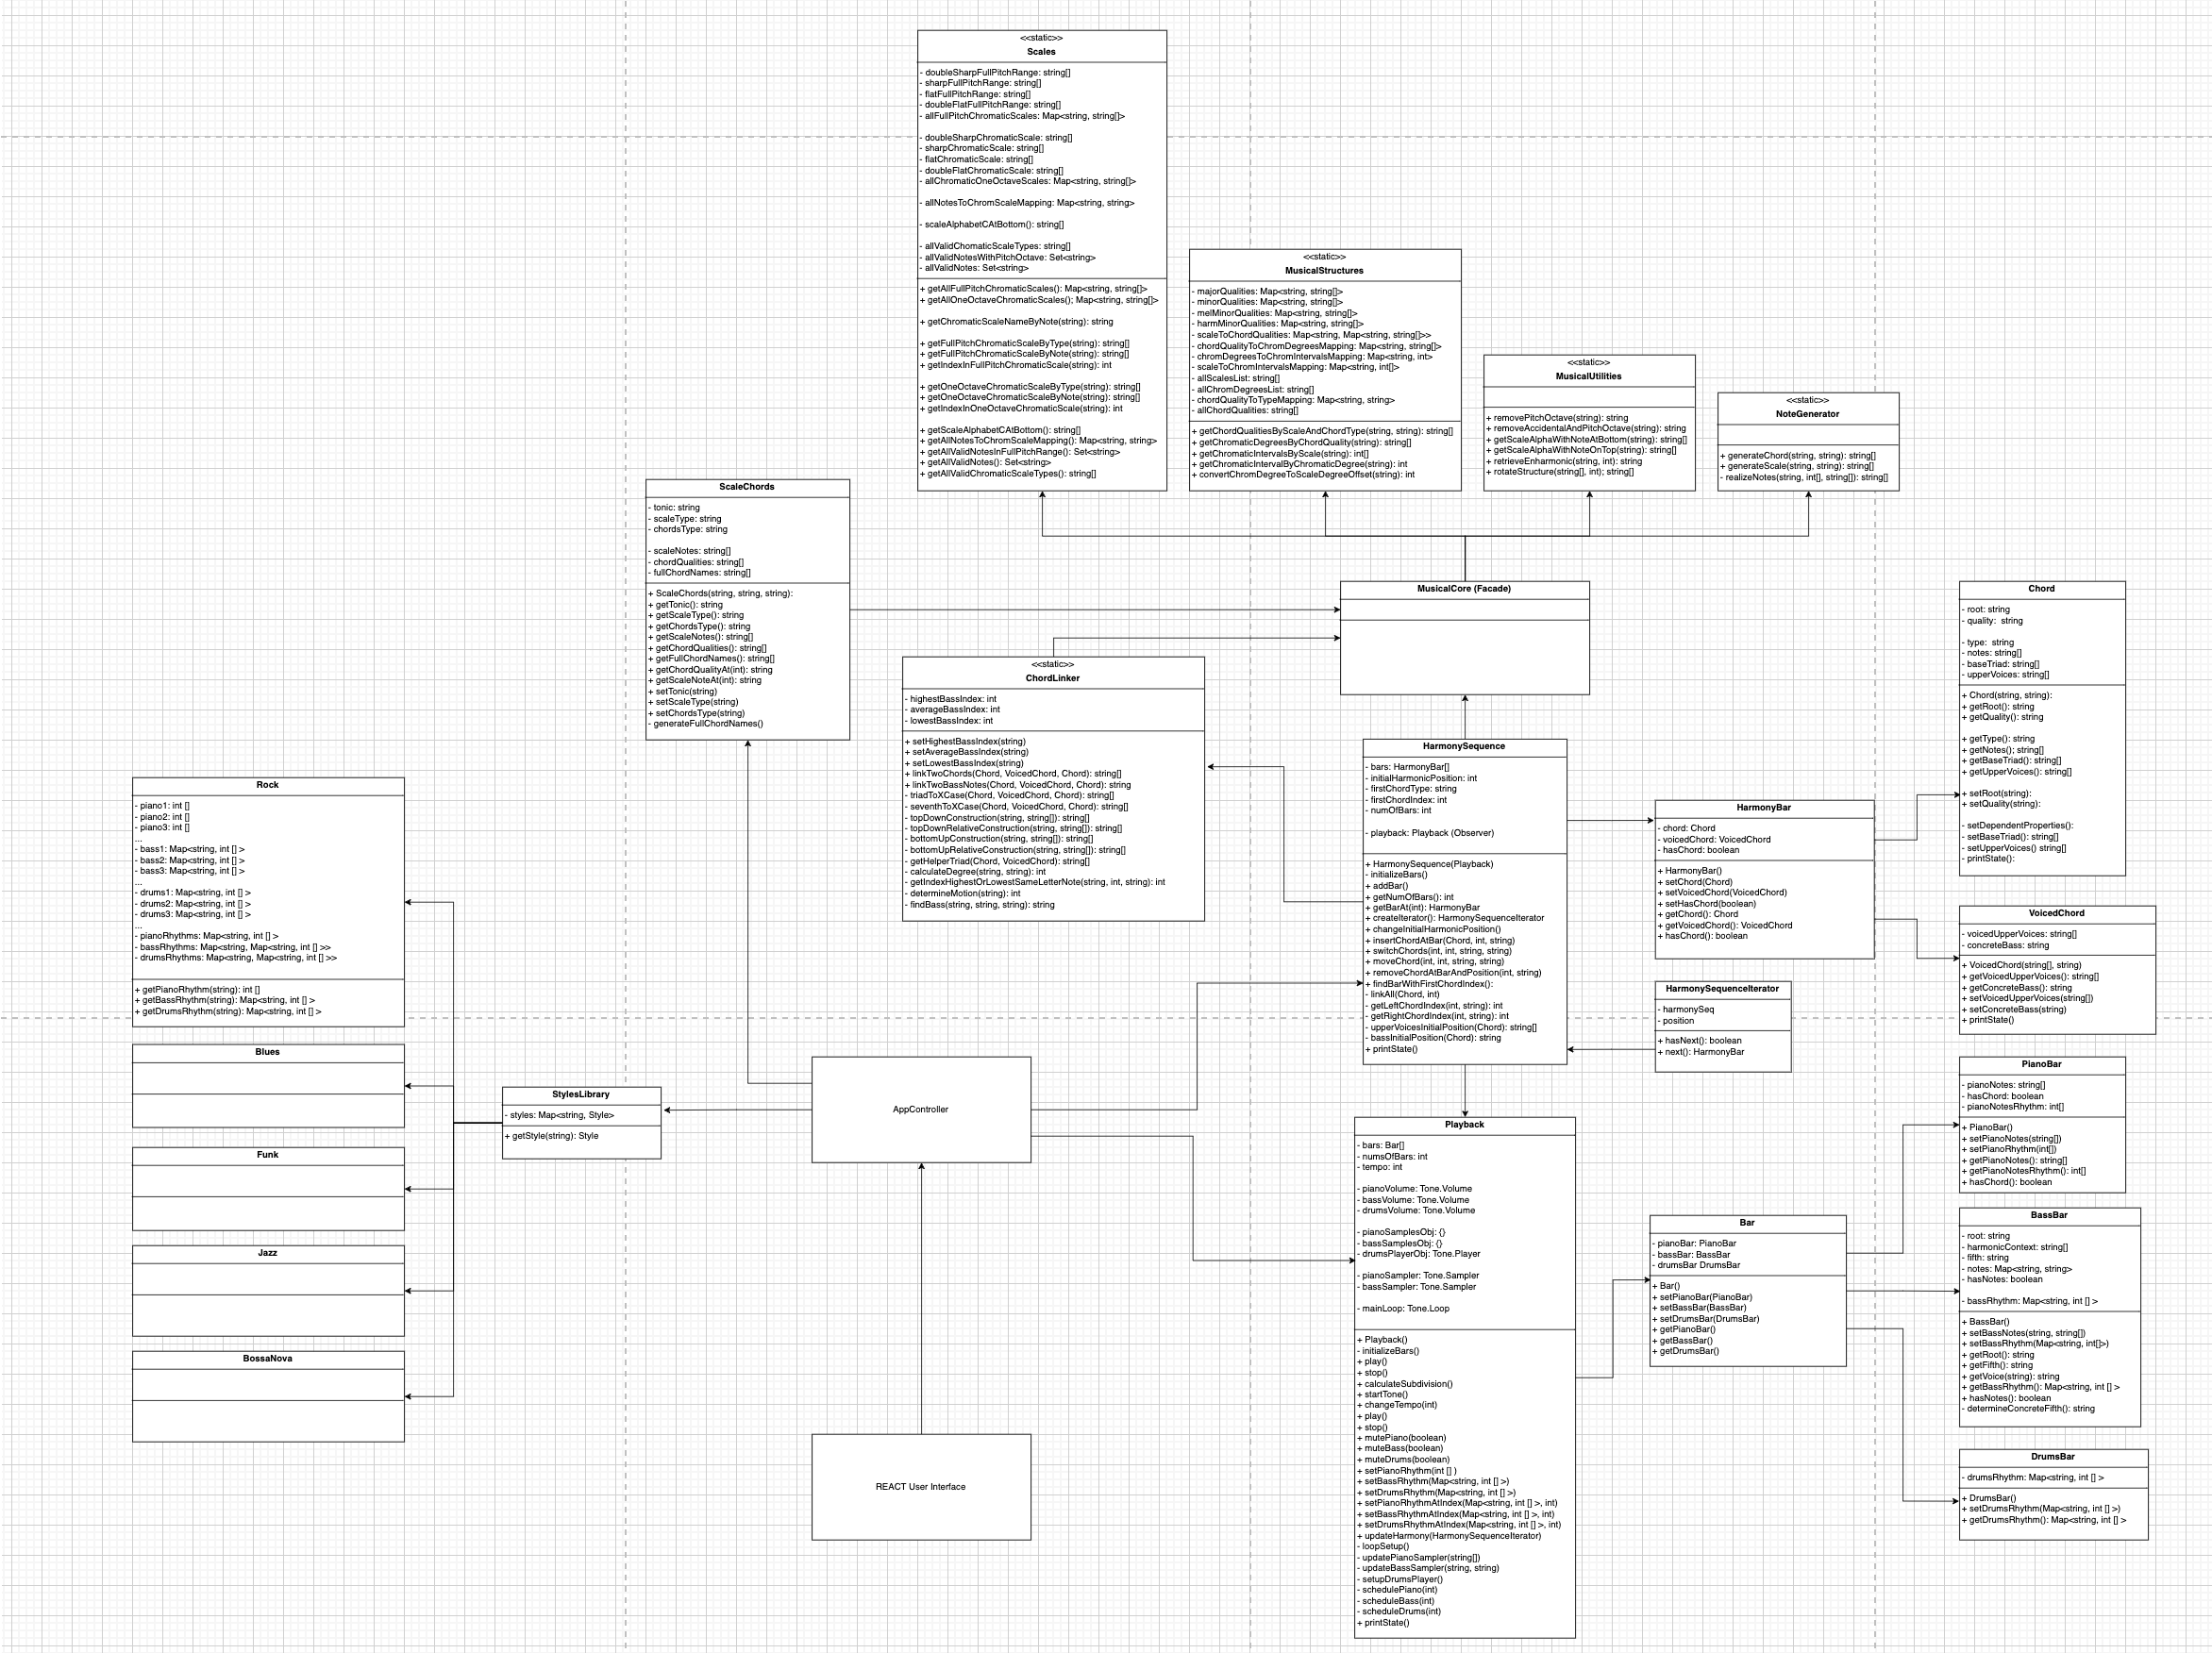 <<static>>
Scales
- doubleSharpFullPitchRange: string[]
- sharpFullPitchRange: string[]
- flatFullPitchRange: string[]
- doubleFlatFullPitchRange: string[]
- allFullPitchChromaticScales: Map<string, string[]>
- doubleSharpChromaticScale: string[]
- sharpChromaticScale: string[]
- flatChromaticScale: string[]
- doubleFlatChromaticScale: string[]
- allChromaticOneOctaveScales: Map<string, string[]>
- allNotesToChromScaleMapping: Map<string, string>
- scaleAlphabetCAtBottom(): string[]
- allValidChomaticScaleTypes: string[]
- allValidNotesWithPitchOctave: Set<string>
- allValidNotes: Set<string>
+ getAllFullPitchChromaticScales(): Map<string, string[]>
+ getAllOneOctaveChromaticScales(); Map<string, string[]>
+ getChromaticScaleNameByNote(string): string
+ getFullPitchChromaticScaleByType(string): string[]
+ getFullPitchChromaticScaleByNote(string): string[]
+ getIndexInFullPitchChromaticScale(string): int
+ getOneOctaveChromaticScaleByType(string): string[]
+ getOneOctaveChromaticScaleByNote(string): string[]
+ getIndexInOneOctaveChromaticScale(string): int
+ getScaleAlphabetCAtBottom(): string[]
+ getAllNotesToChromScaleMapping(): Map<string, string>
+ getAllValidNotesInFullPitchRange(): Set<string>
+ getAllValidNotes(): Set<string>
+ getAllValidChromaticScaleTypes(): string[]
<<static>>
MusicalStructures
- majorQualities: Map<string, string[]>
- minorQualities: Map<string, string[]>
- melMinorQualities: Map<string, string[]>
- harmMinorQualities: Map<string, string[]>
- scaleToChordQualities: Map<string, Map<string, string[]>>
- chordQualityToChromDegreesMapping: Map<string, string[]>
- chromDegreesToChromIntervalsMapping: Map<string, int>
- scaleToChromIntervalsMapping: Map<string, int[]>
- allScalesList: string[]
- allChromDegreesList: string[]
- chordQualityToTypeMapping: Map<string, string>
- allChordQualities: string[]
+ getChordQualitiesByScaleAndChordType(string, string): string[]
+ getChromaticDegreesByChordQuality(string): string[]
+ getChromaticIntervalsByScale(string): int[]
+ getChromaticIntervalByChromaticDegree(string): int
+ convertChromDegreeToScaleDegreeOffset(string): int
<<static>>
MusicalUtilities
+ removePitchOctave(string): string
+ removeAccidentalAndPitchOctave(string): string
+ getScaleAlphaWithNoteAtBottom(string): string[]
+ getScaleAlphaWithNoteOnTop(string): string[]
+ retrieveEnharmonic(string, int): string
+ rotateStructure(string[], int); string[]
<<static>>
NoteGenerator
+ generateChord(string, string): string[]
+ generateScale(string, string): string[]
- realizeNotes(string, int[], string[]): string[]
ScaleChords
- tonic: string
- scaleType: string
- chordsType: string
- scaleNotes: string[]
- chordQualities: string[]
- fullChordNames: string[]
+ ScaleChords(string, string, string):
+ getTonic(): string
+ getScaleType(): string
+ getChordsType(): string
+ getScaleNotes(): string[]
+ getChordQualities(): string[]
+ getFullChordNames(): string[]
+ getChordQualityAt(int): string
+ getScaleNoteAt(int): string
+ setTonic(string)
+ setScaleType(string)
+ setChordsType(string)
- generateFullChordNames()
MusicalCore (Facade)
<<static>>
ChordLinker
- highestBassIndex: int
- averageBassIndex: int
- lowestBassIndex: int
+ setHighestBassIndex(string)
+ setAverageBassIndex(string)
+ setLowestBassIndex(string)
+ linkTwoChords(Chord, VoicedChord, Chord): string[]
+ linkTwoBassNotes(Chord, VoicedChord, Chord): string
- triadToXCase(Chord, VoicedChord, Chord): string[]
- seventhToXCase(Chord, VoicedChord, Chord): string[]
- topDownConstruction(string, string[]): string[]
- topDownRelativeConstruction(string, string[]): string[]
- bottomUpConstruction(string, string[]): string[]
- bottomUpRelativeConstruction(string, string[]): string[]
- getHelperTriad(Chord, VoicedChord): string[]
- calculateDegree(string, string): int
- getIndexHighestOrLowestSameLetterNote(string, int, string): int
- determineMotion(string): int
- findBass(string, string, string): string
HarmonySequence
- bars: HarmonyBar[]
- initialHarmonicPosition: int
- firstChordType: string
- firstChordIndex: int
- numOfBars: int
- playback: Playback (Observer)
+ HarmonySequence(Playback)
- initializeBars()
+ addBar()
+ getNumOfBars(): int
+ getBarAt(int): HarmonyBar
+ createIterator(): HarmonySequenceIterator
+ changeInitialHarmonicPosition()
+ insertChordAtBar(Chord, int, string)
+ switchChords(int, int, string, string)
+ moveChord(int, int, string, string)
+ removeChordAtBarAndPosition(int, string)
+ findBarWithFirstChordIndex():
- linkAll(Chord, int)
- getLeftChordIndex(int, string): int
- getRightChordIndex(int, string): int
- upperVoicesInitialPosition(Chord): string[]
- bassInitialPosition(Chord): string
+ printState()
HarmonyBar
- chord: Chord
- voicedChord: VoicedChord
- hasChord: boolean
+ HarmonyBar()
+ setChord(Chord)
+ setVoicedChord(VoicedChord)
+ setHasChord(boolean)
+ getChord(): Chord
+ getVoicedChord(): VoicedChord
+ hasChord(): boolean
HarmonySequenceIterator
- harmonySeq
- position
+ hasNext(): boolean
+ next(): HarmonyBar
Chord
- root: string
- quality:  string
- type:  string
- notes: string[]
- baseTriad: string[]
- upperVoices: string[]
+ Chord(string, string):
+ getRoot(): string
+ getQuality(): string
+ getType(): string
+ getNotes(); string[]
+ getBaseTriad(): string[]
+ getUpperVoices(): string[]
+ setRoot(string):
+ setQuality(string):
- setDependentProperties():
- setBaseTriad(): string[]
- setUpperVoices() string[]
- printState():
VoicedChord
- voicedUpperVoices: string[]
- concreteBass: string
+ VoicedChord(string[], string)
+ getVoicedUpperVoices(): string[]
+ getConcreteBass(): string
+ setVoicedUpperVoices(string[])
+ setConcreteBass(string)
+ printState()
Rock
- piano1: int []
- piano2: int []
- piano3: int []
...
- bass1: Map<string, int [] >
- bass2: Map<string, int [] >
- bass3: Map<string, int [] >
...
- drums1: Map<string, int [] >
- drums2: Map<string, int [] >
- drums3: Map<string, int [] >
...
- pianoRhythms: Map<string, int [] >
- bassRhythms: Map<string, Map<string, int [] >>
- drumsRhythms: Map<string, Map<string, int [] >>
+ getPianoRhythm(string): int []
+ getBassRhythm(string): Map<string, int [] >
+ getDrumsRhythm(string): Map<string, int [] >
Blues
Funk
Jazz
BossaNova
StylesLibrary
- styles: Map<string, Style>
+ getStyle(string): Style
AppController
REACT User Interface
Playback
- bars: Bar[]
- numsOfBars: int
- tempo: int
- pianoVolume: Tone.Volume
- bassVolume: Tone.Volume
- drumsVolume: Tone.Volume
- pianoSamplesObj: {}
- bassSamplesObj: {}
- drumsPlayerObj: Tone.Player
- pianoSampler: Tone.Sampler
- bassSampler: Tone.Sampler
- mainLoop: Tone.Loop
+ Playback()
- initializeBars()
+ play()
+ stop()
+ calculateSubdivision()
+ startTone()
+ changeTempo(int)
+ play()
+ stop()
+ mutePiano(boolean)
+ muteBass(boolean)
+ muteDrums(boolean)
+ setPianoRhythm(int [] )
+ setBassRhythm(Map<string, int [] >)
+ setDrumsRhythm(Map<string, int [] >)
+ setPianoRhythmAtIndex(Map<string, int [] >, int)
+ setBassRhythmAtIndex(Map<string, int [] >, int)
+ setDrumsRhythmAtIndex(Map<string, int [] >, int)
+ updateHarmony(HarmonySequenceIterator)
- loopSetup()
- updatePianoSampler(string[])
- updateBassSampler(string, string)
- setupDrumsPlayer()
- schedulePiano(int)
- scheduleBass(int)
- scheduleDrums(int)
+ printState()
Bar
- pianoBar: PianoBar
- bassBar: BassBar
- drumsBar DrumsBar
+ Bar()
+ setPianoBar(PianoBar)
+ setBassBar(BassBar)
+ setDrumsBar(DrumsBar)
+ getPianoBar()
+ getBassBar()
+ getDrumsBar()
PianoBar
- pianoNotes: string[]
- hasChord: boolean
- pianoNotesRhythm: int[]
+ PianoBar()
+ setPianoNotes(string[])
+ setPianoRhythm(int[])
+ getPianoNotes(): string[]
+ getPianoNotesRhythm(): int[]
+ hasChord(): boolean
BassBar
- root: string
- harmonicContext: string[]
- fifth: string
- notes: Map<string, string>
- hasNotes: boolean
- bassRhythm: Map<string, int [] >
+ BassBar()
+ setBassNotes(string, string[])
+ setBassRhythm(Map<string, int[]>)
+ getRoot(): string
+ getFifth(): string
+ getVoice(string): string
+ getBassRhythm(): Map<string, int [] >
+ hasNotes(): boolean
- determineConcreteFifth(): string
DrumsBar
- drumsRhythm: Map<string, int [] >
+ DrumsBar()
+ setDrumsRhythm(Map<string, int [] >)
+ getDrumsRhythm(): Map<string, int [] >